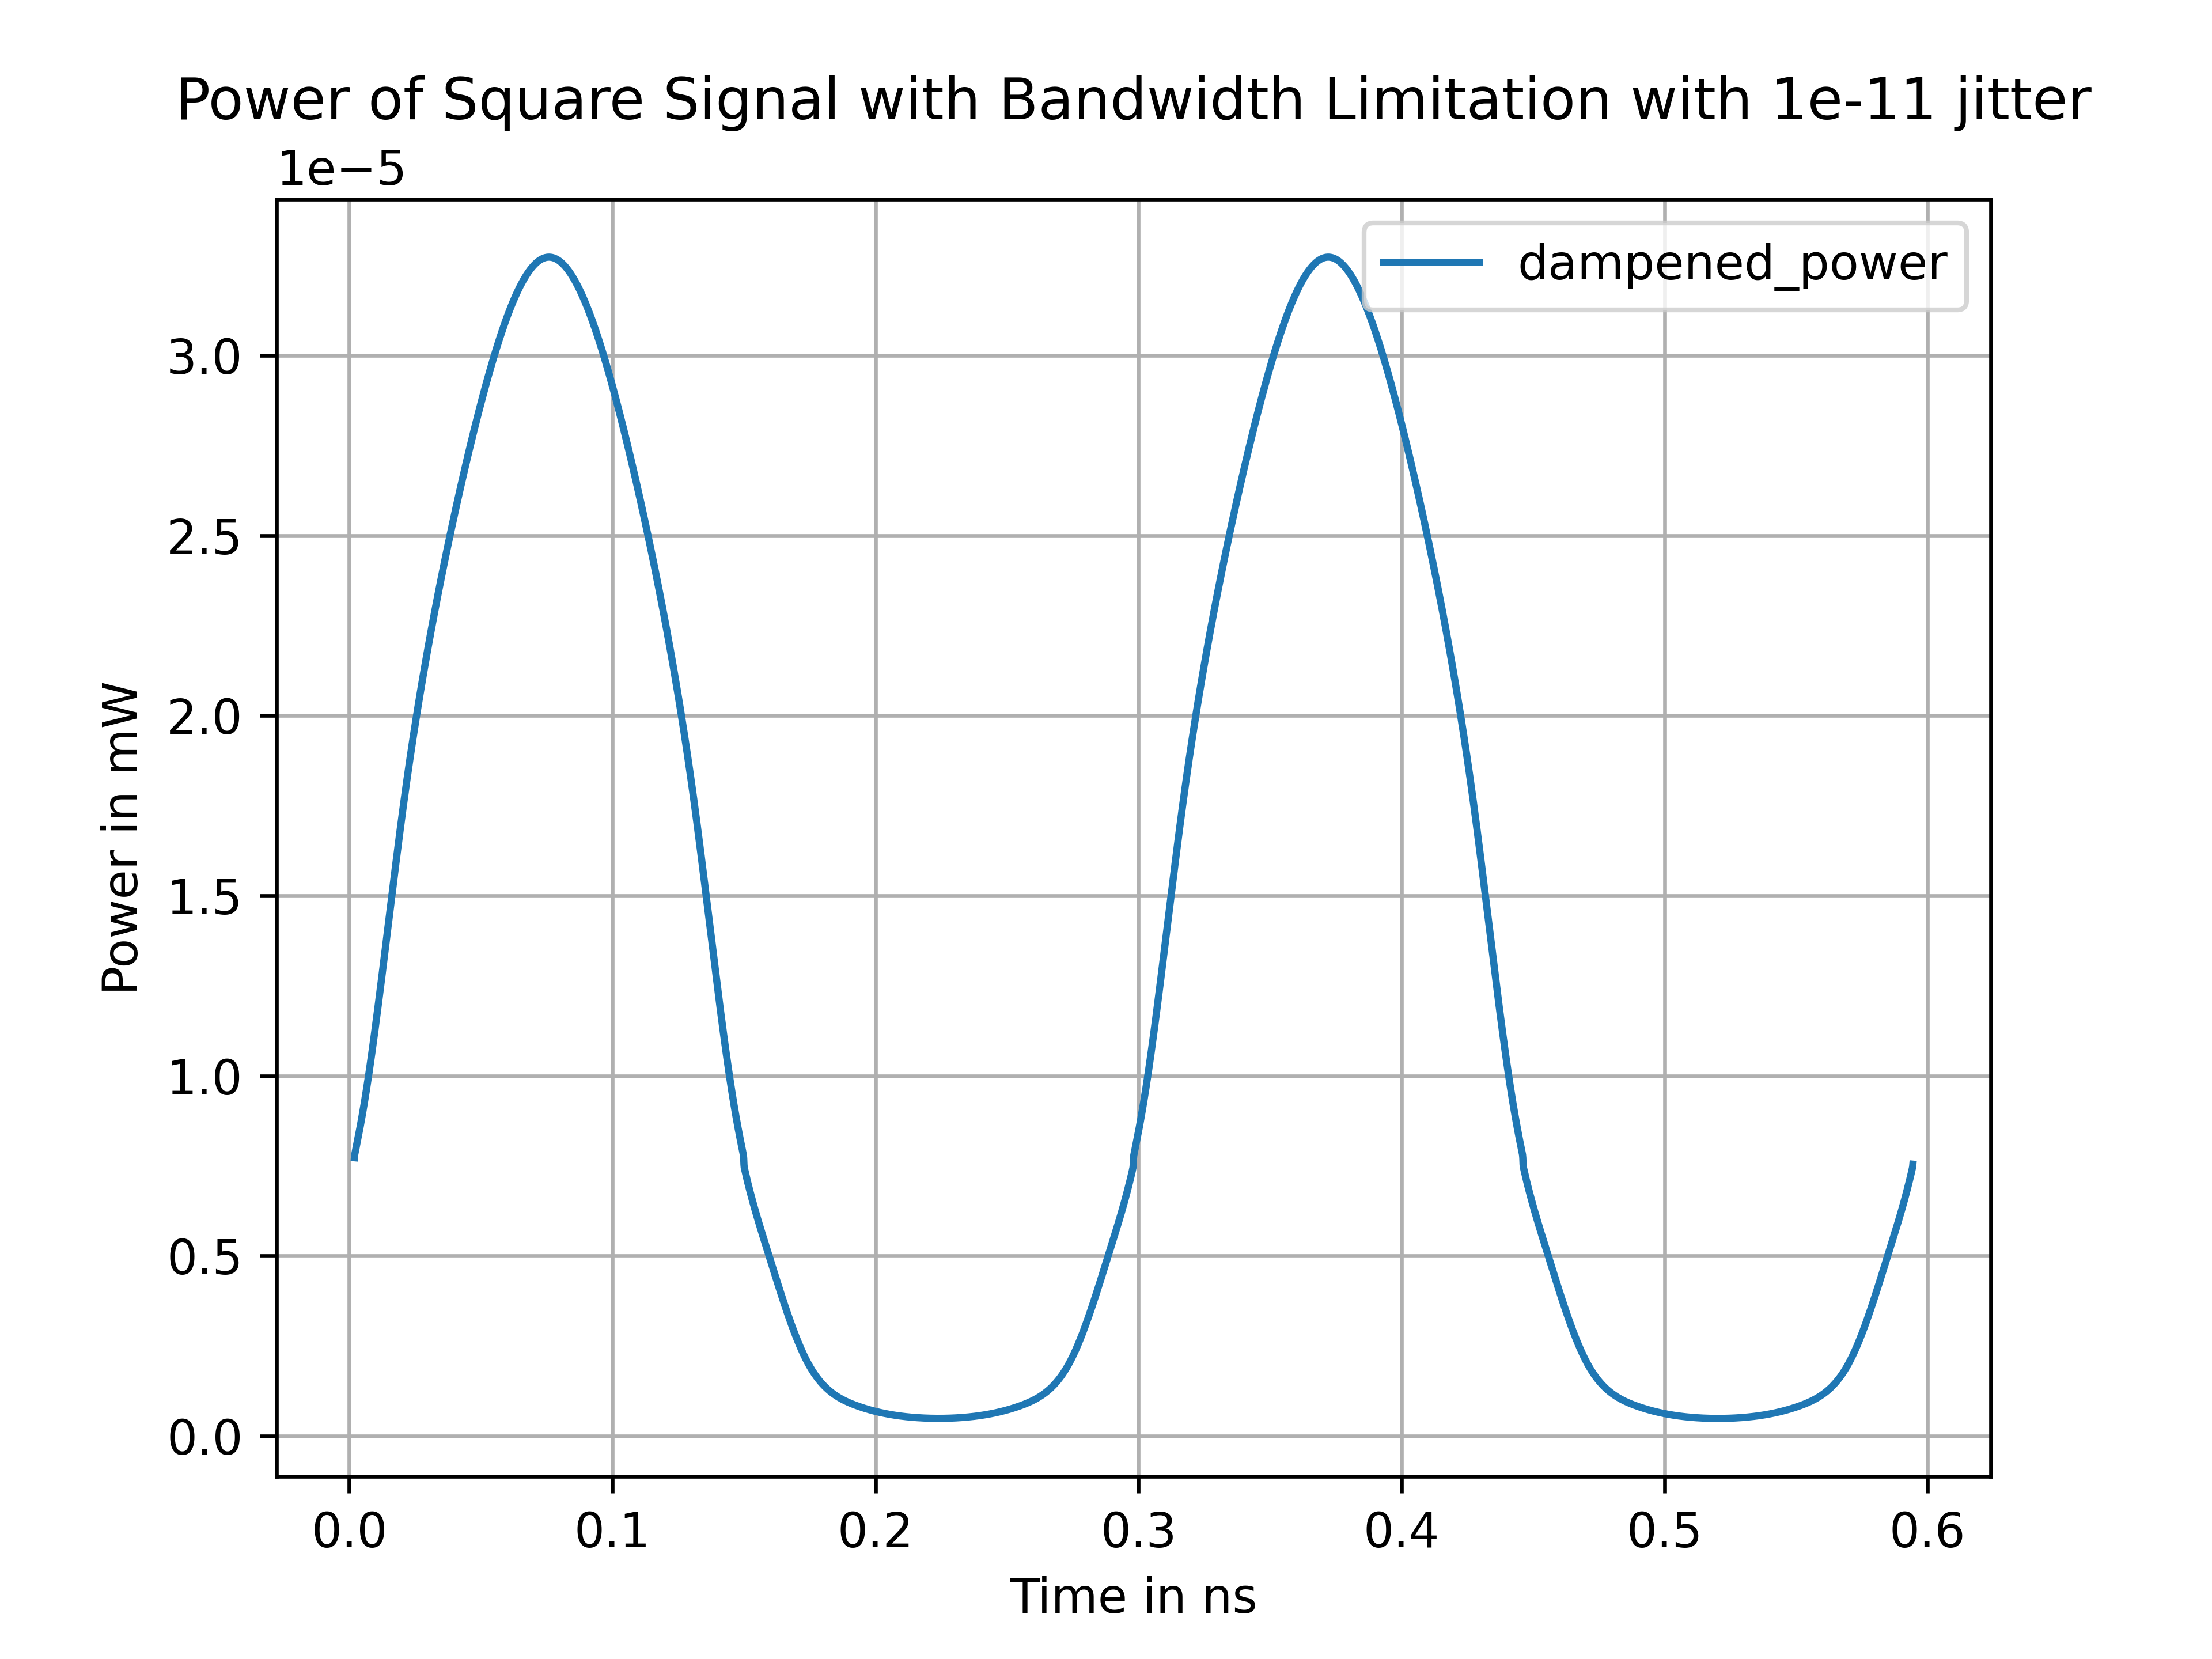 Power of Square Signal with Bandwidth Limitation with 1e-11 jitter
1e−5
dampened_power
3.0
2.5
2.0
1.5
1.0
0.5
0.0
Power in mW
0.0 0.1 0.2 0.3 0.4 0.5 0.6
Time in ns